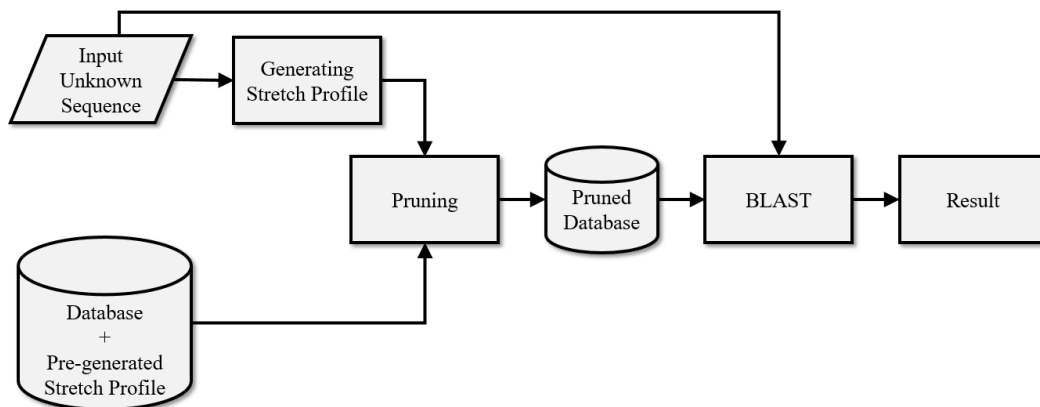 Input
Unknown
Sequence
Generating
Stretch Profile
Pruning
Pruned
Database
BLAST
Result
Database
+
Pre-generated
Stretch Profile